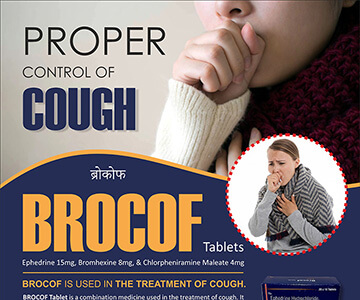 PROPER
CONTROL OF
COUGH
ब्रोकोफ
BROCOF
Tablets
Ephedrine 15mg, Bromhexine 8mg, & Chlorpheniramine Maleate 4mg
BROCOF IS USED IN THE TREATMENT OF COUGH.
BROCOF Tablet is a combination medicine used in the treatment of cough. It